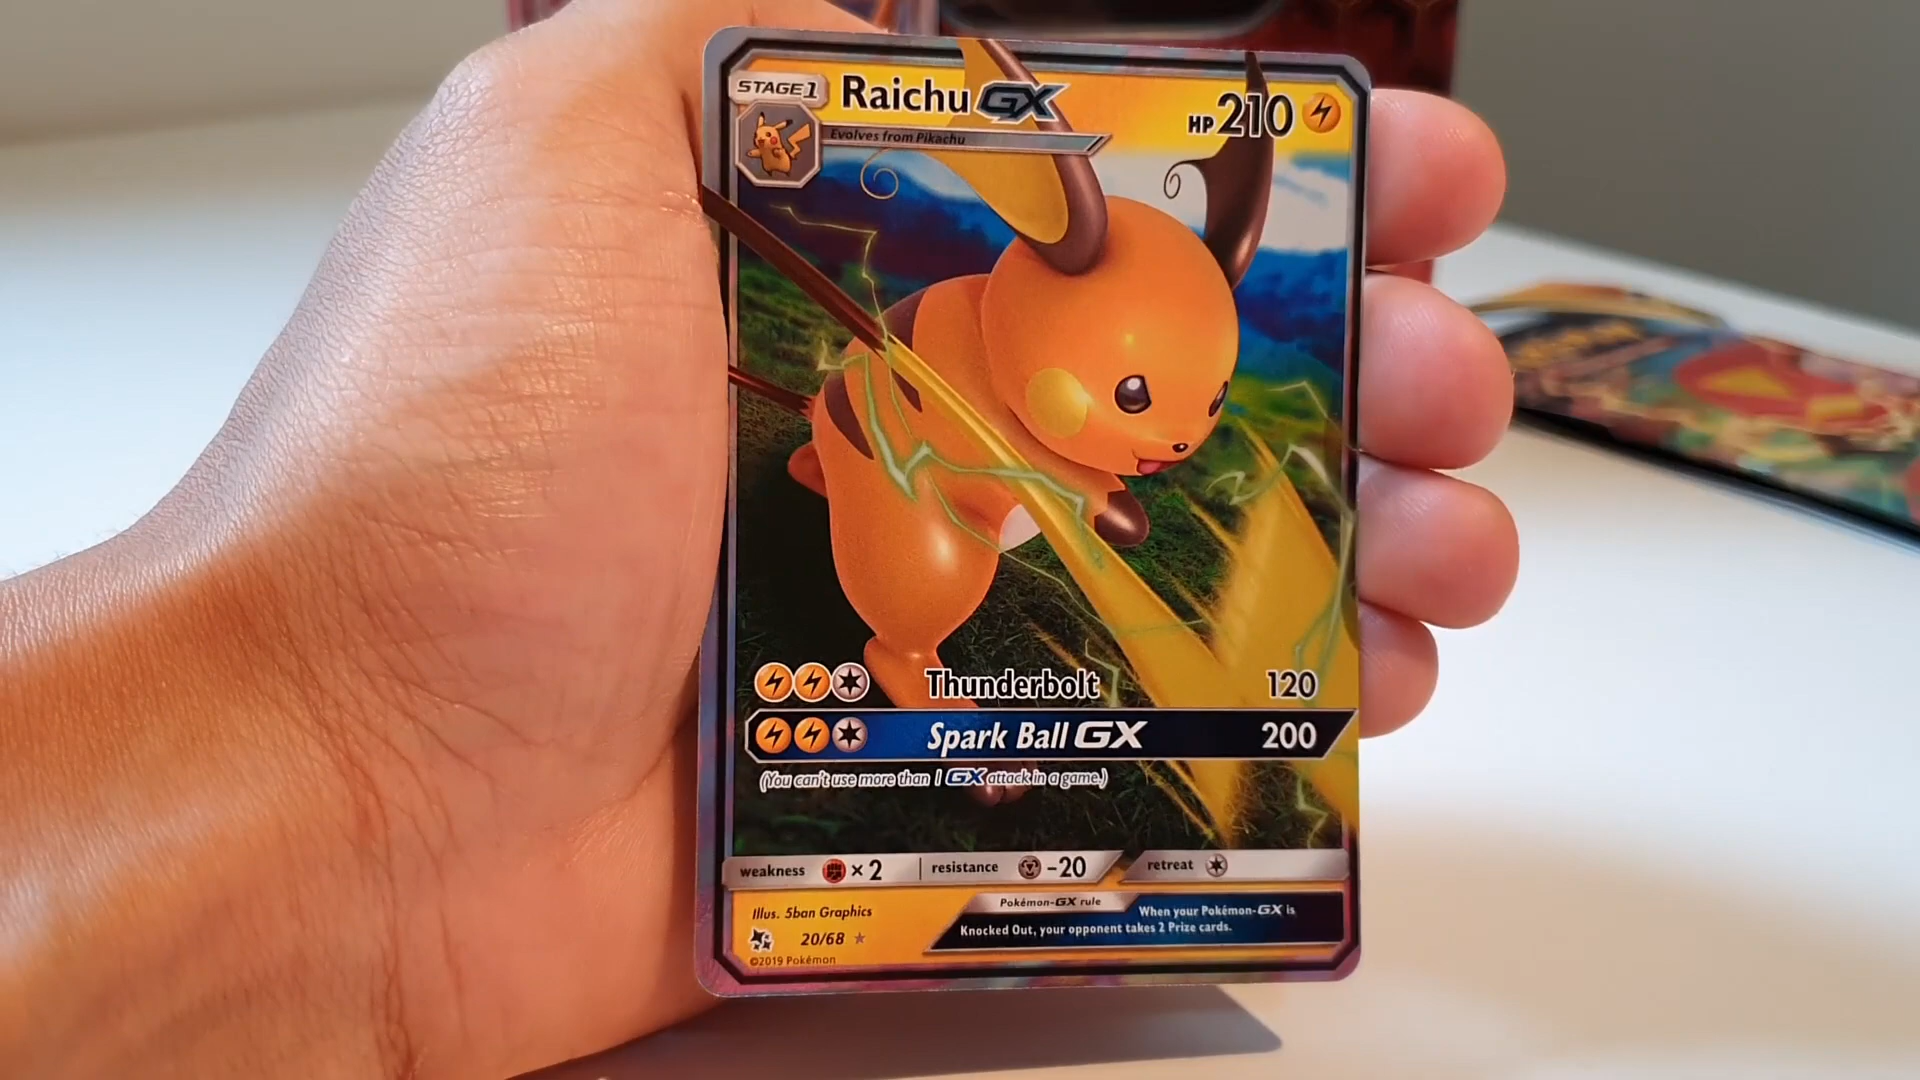 STAGE1 Raichu GX HP210
Evolves from Pikachu
Thunderbolt 120
Spark Ball GX 200
(You can't use more than 1 GX attack in a game.)
weakness ×2 resistance -20 retreat
Pokémon-GX rule
Illus. 5ban Graphics
When your Pokémon-GX is
Knocked Out, your opponent takes 2 Prize cards.
20/68
©2019 Pokémon